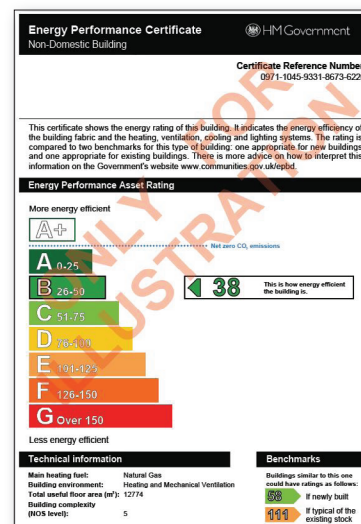 Energy Performance Certificate
Non-Domestic Building
HM Government
Certificate Reference Number
0971-1045-9331-8673-622
This certificate shows the energy rating of this building. It indicates the energy efficiency of
the building fabric and the heating, ventilation, cooling and lighting systems. The rating is
compared to two benchmarks for this type of building: one appropriate for new buildings
and one appropriate for existing buildings. There is more advice on how to interpret this
information on the Government's website www.communities.gov.uk/epbd.
Energy Performance Asset Rating
More energy efficient
A+
Net zero CO₂ emissions
A 0-25
B 26-50
38
This is how energy efficient
the building is.
C 51-75
D 76-100
E 101-125
F 126-150
G Over 150
Less energy efficient
Technical information
Main heating fuel: Natural Gas
Building environment: Heating and Mechanical Ventilation
Total useful floor area (m²): 12774
Building complexity
(NOS level): 5
Benchmarks
Buildings similar to this one
could have ratings as follows:
58 If newly built
111 If typical of the
existing stock
ONLY FOR
ILLUSTRATION